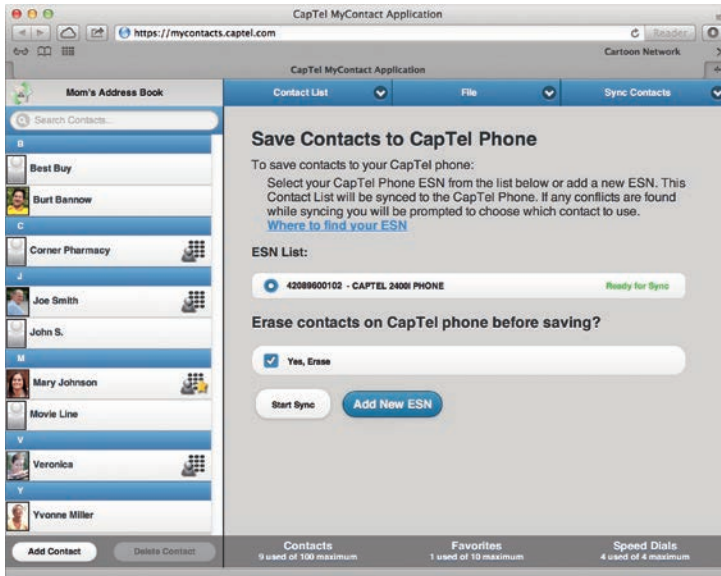 CapTel MyContact Application
https://mycontacts.captel.com
Reader
Cartoon Network
CapTel MyContact Application
Mom's Address Book
Contact List
File
Sync Contacts
Search Contacts...
B
Best Buy
Burt Bannow
C
Corner Pharmacy
J
Joe Smith
John S.
M
Mary Johnson
Movie Line
V
Veronica
Y
Yvonne Miller
Add Contact
Delete Contact
Save Contacts to CapTel Phone
To save contacts to your CapTel phone:
Select your CapTel Phone ESN from the list below or add a new ESN. This
Contact List will be synced to the CapTel Phone. If any conflicts are found
while syncing you will be prompted to choose which contact to use.
Where to find your ESN
ESN List:
42089600102 - CAPTEL 2400I PHONE
Ready for Sync
Erase contacts on CapTel phone before saving?
Yes, Erase
Start Sync
Add New ESN
Contacts
9 used of 100 maximum
Favorites
1 used of 10 maximum
Speed Dials
4 used of 4 maximum